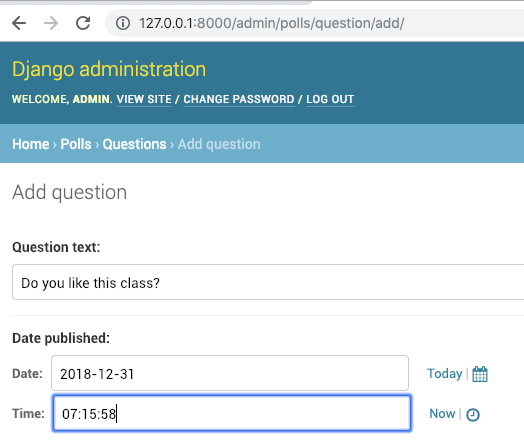 127.0.0.1:8000/admin/polls/question/add/
Django administration
WELCOME, ADMIN. VIEW SITE / CHANGE PASSWORD / LOG OUT
Home › Polls › Questions › Add question
Add question
Question text:
Do you like this class?
Date published:
Date: 2018-12-31 Today |
Time: 07:15:58 Now |